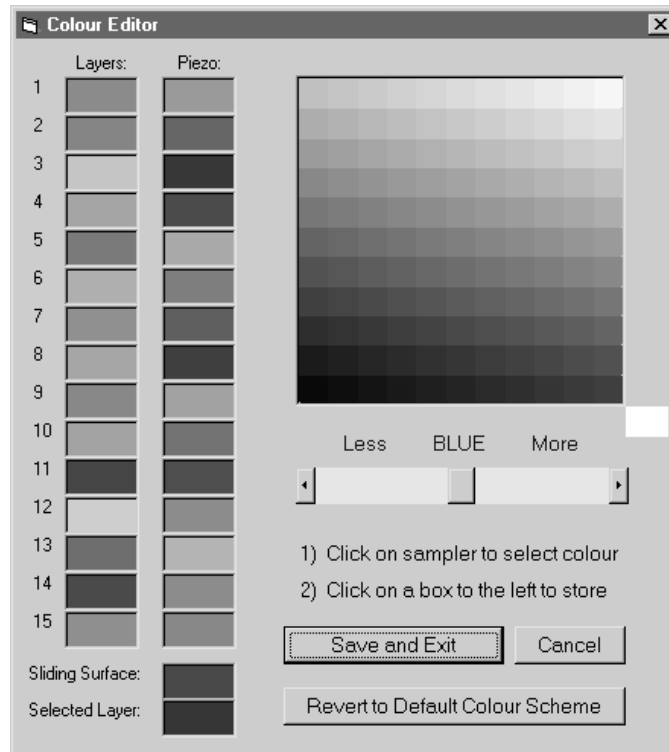 Colour Editor
Layers: Piezo:
1
2
3
4
5
6
7
8
9
10
11
12
13
14
15
Sliding Surface:
Selected Layer:
Less BLUE More
1) Click on sampler to select colour
2) Click on a box to the left to store
Save and Exit Cancel
Revert to Default Colour Scheme